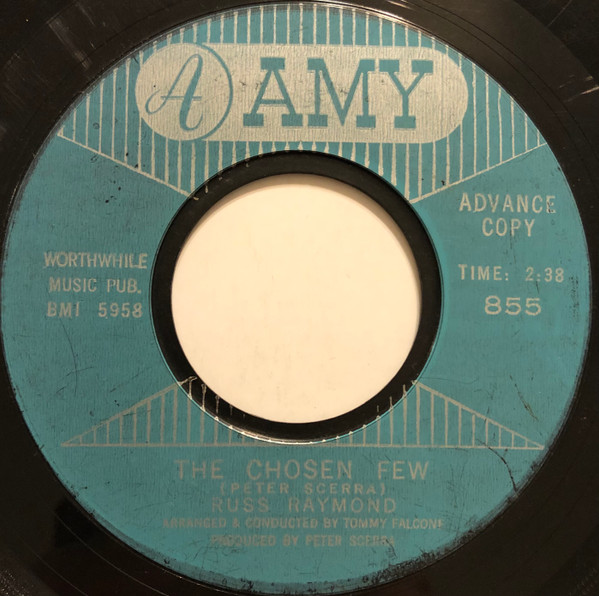 A AMY
ADVANCE
COPY
WORTHWHILE
MUSIC PUB.
BMI 5958
TIME: 2:38
855
THE CHOSEN FEW
(PETER SCERRA)
RUSS RAYMOND
ARRANGED & CONDUCTED BY TOMMY FALCONE
PRODUCED BY PETER SCERRA